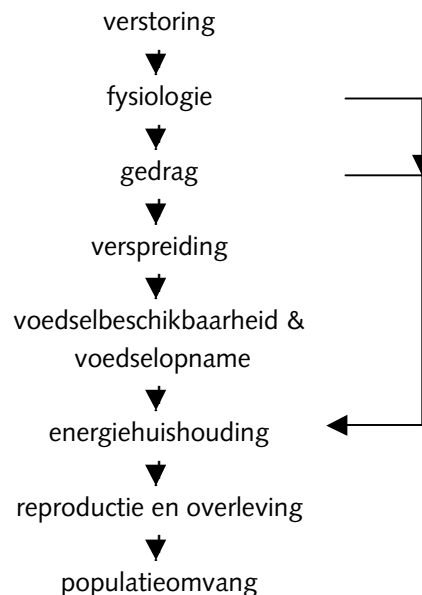 verstoring
fysiologie
gedrag
verspreiding
voedselbeschikbaarheid &
voedselopname
energiehuishouding
reproductie en overleving
populatieomvang